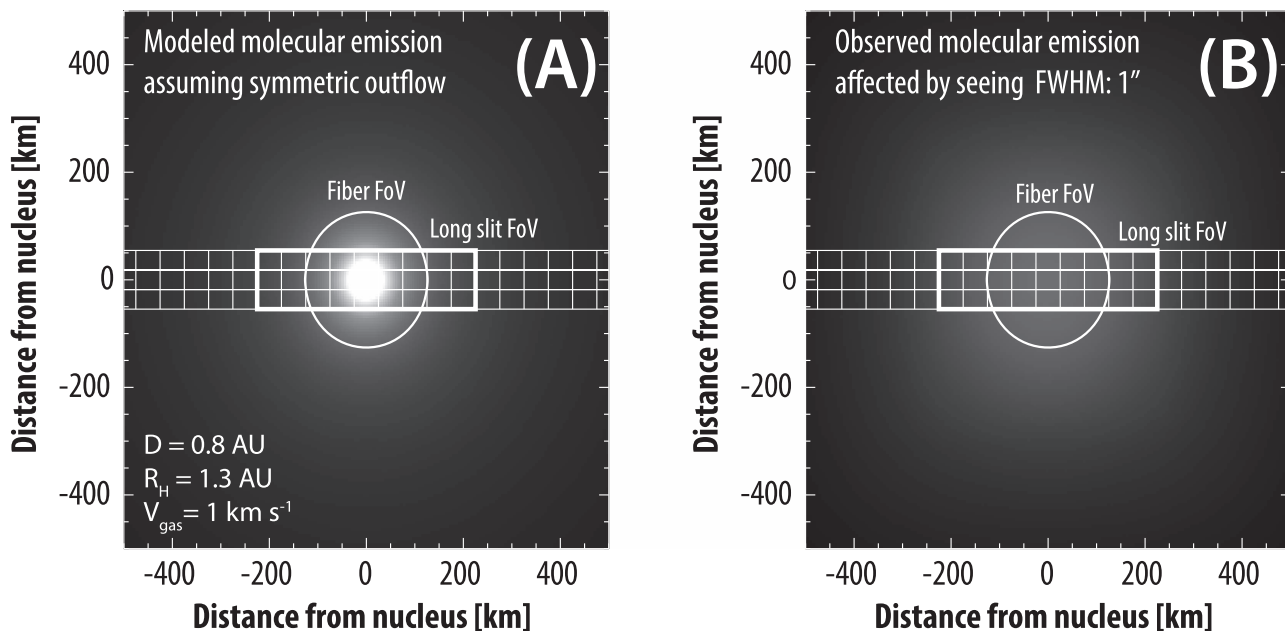 Modeled molecular emission
assuming symmetric outflow
(A)
Fiber FoV
Long slit FoV
D = 0.8 AU
R_H = 1.3 AU
V_gas = 1 km s⁻¹
400
200
0
-200
-400
-400 -200 0 200 400
Distance from nucleus [km]
Distance from nucleus [km]
Observed molecular emission
affected by seeing FWHM: 1″
(B)
Fiber FoV
Long slit FoV
400
200
0
-200
-400
-400 -200 0 200 400
Distance from nucleus [km]
Distance from nucleus [km]